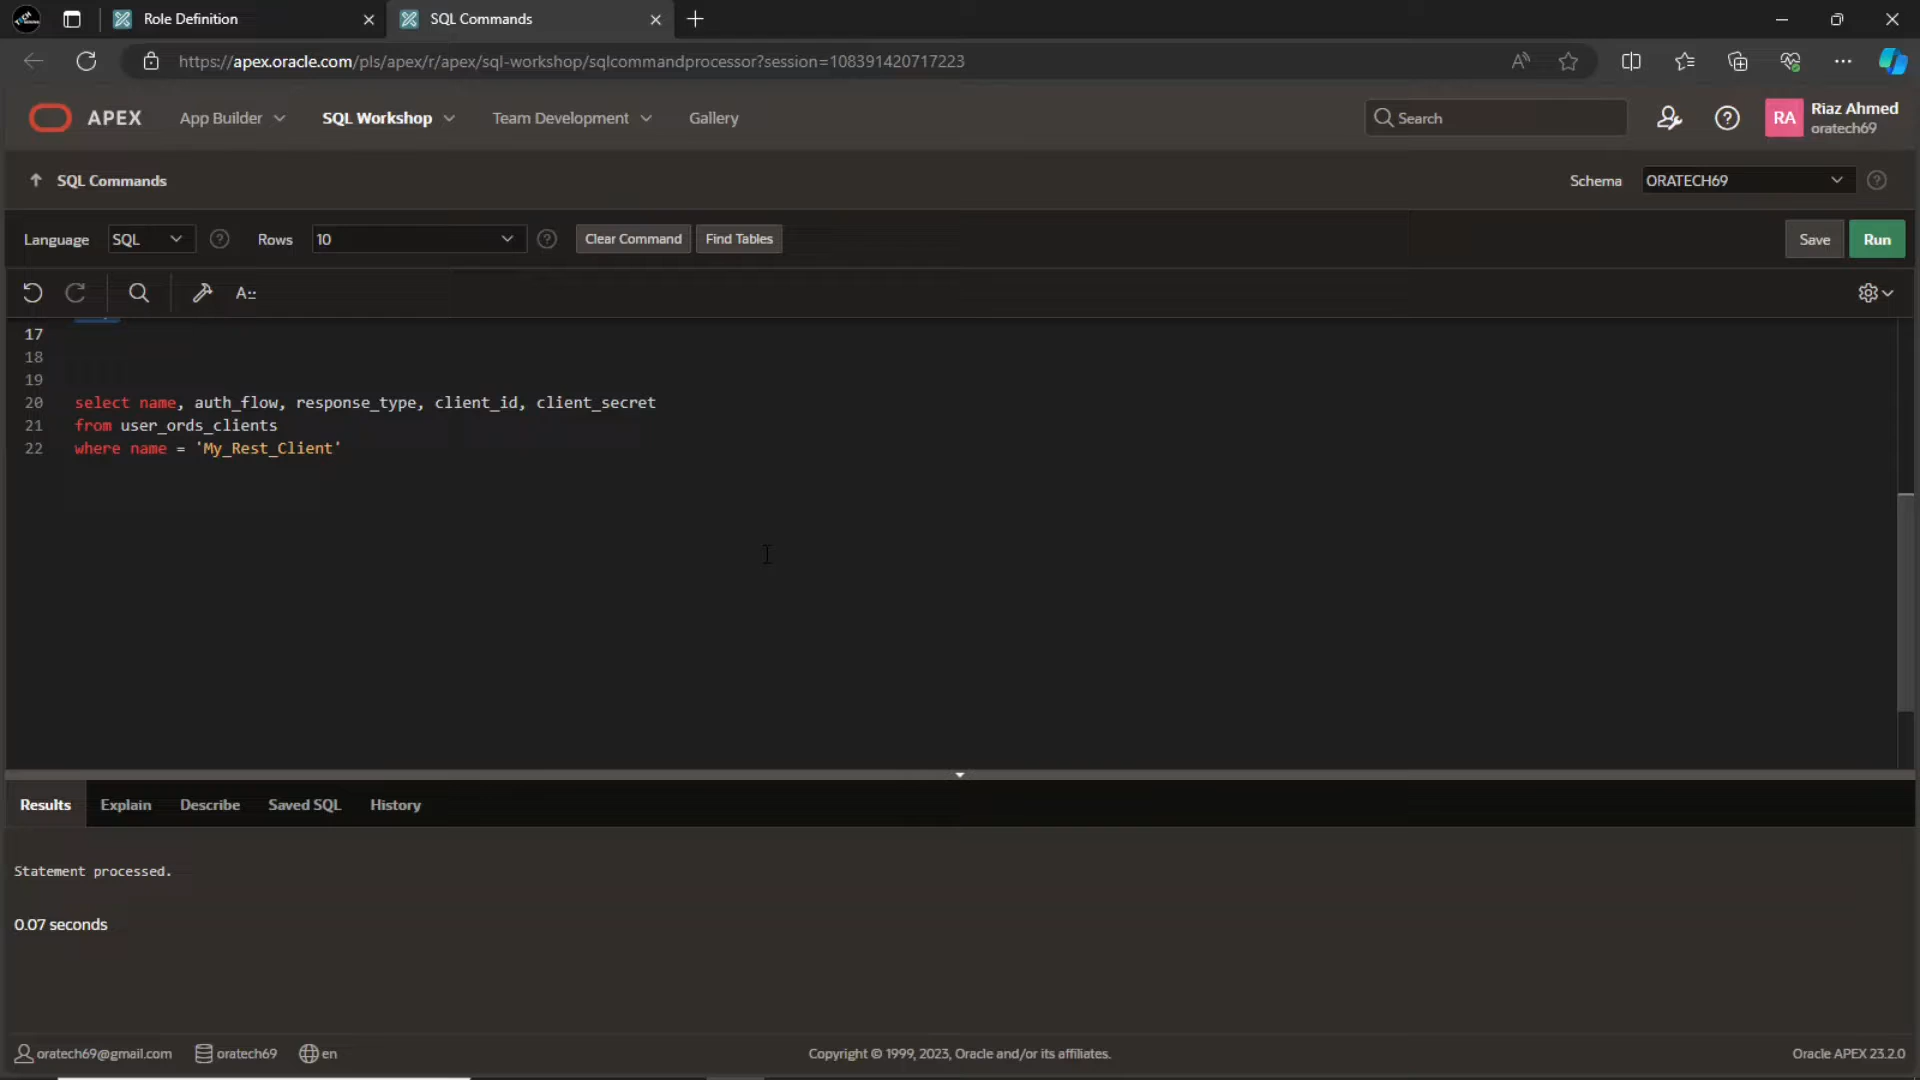 Role Definition
SQL Commands
https://apex.oracle.com/pls/apex/r/apex/sql-workshop/sqlcommandprocessor?session=108391420717223
APEX
App Builder
SQL Workshop
Team Development
Gallery
Search
RA
Riaz Ahmed
oratech69
SQL Commands
Schema
ORATECH69
Language
SQL
Rows
10
Clear Command
Find Tables
Save
Run
A::
17
18
19
20 select name, auth_flow, response_type, client_id, client_secret
21 from user_ords_clients
22 where name = 'My_Rest_Client'
Results
Explain
Describe
Saved SQL
History
Statement processed.
0.07 seconds
oratech69@gmail.com
oratech69
en
Copyright © 1999, 2023, Oracle and/or its affiliates.
Oracle APEX 23.2.0